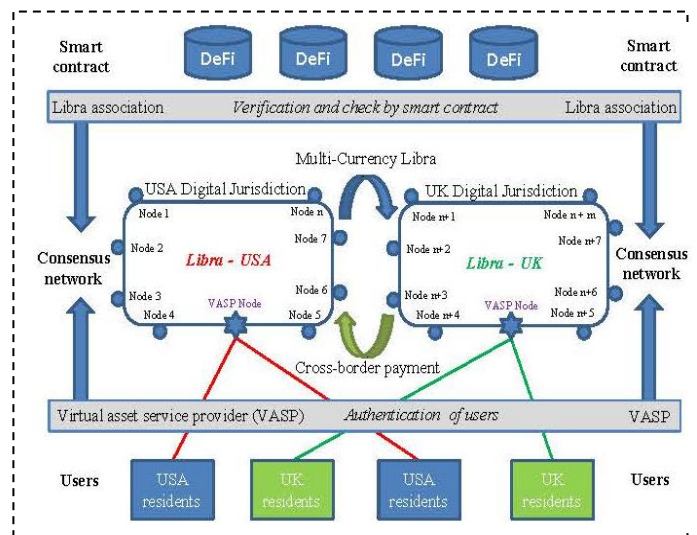 Smart
contract
DeFi
DeFi
DeFi
DeFi
Smart
contract
Libra association
Verification and check by smart contract
Libra association
Multi-Currency Libra
USA Digital Jurisdiction
UK Digital Jurisdiction
Node 1
Node n
Node n+1
Node n+ m
Node 2
Node 7
Node n+2
Node n+7
Consensus
network
Libra - USA
Libra - UK
Consensus
network
Node 3
Node 6
Node n+3
Node n+6
VASP Node
VASP Node
Node 4
Node 5
Node n+4
Node n+5
Cross-border payment
Virtual asset service provider (VASP)
Authentication of users
VASP
Users
USA
residents
UK
residents
USA
residents
UK
residents
Users